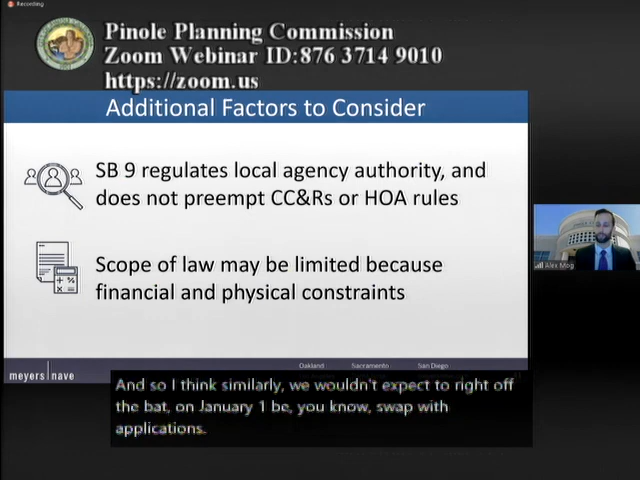 Recording
Pinole Planning Commission
Zoom Webinar ID:876 3714 9010
https://zoom.us
Additional Factors to Consider
SB 9 regulates local agency authority, and
does not preempt CC&Rs or HOA rules
Scope of law may be limited because
financial and physical constraints
Alex Mog
Oakland Sacramento San Diego
meyers nave
And so I think similarly, we wouldn't expect to right off
the bat, on January 1 be, you know, swap with
applications.